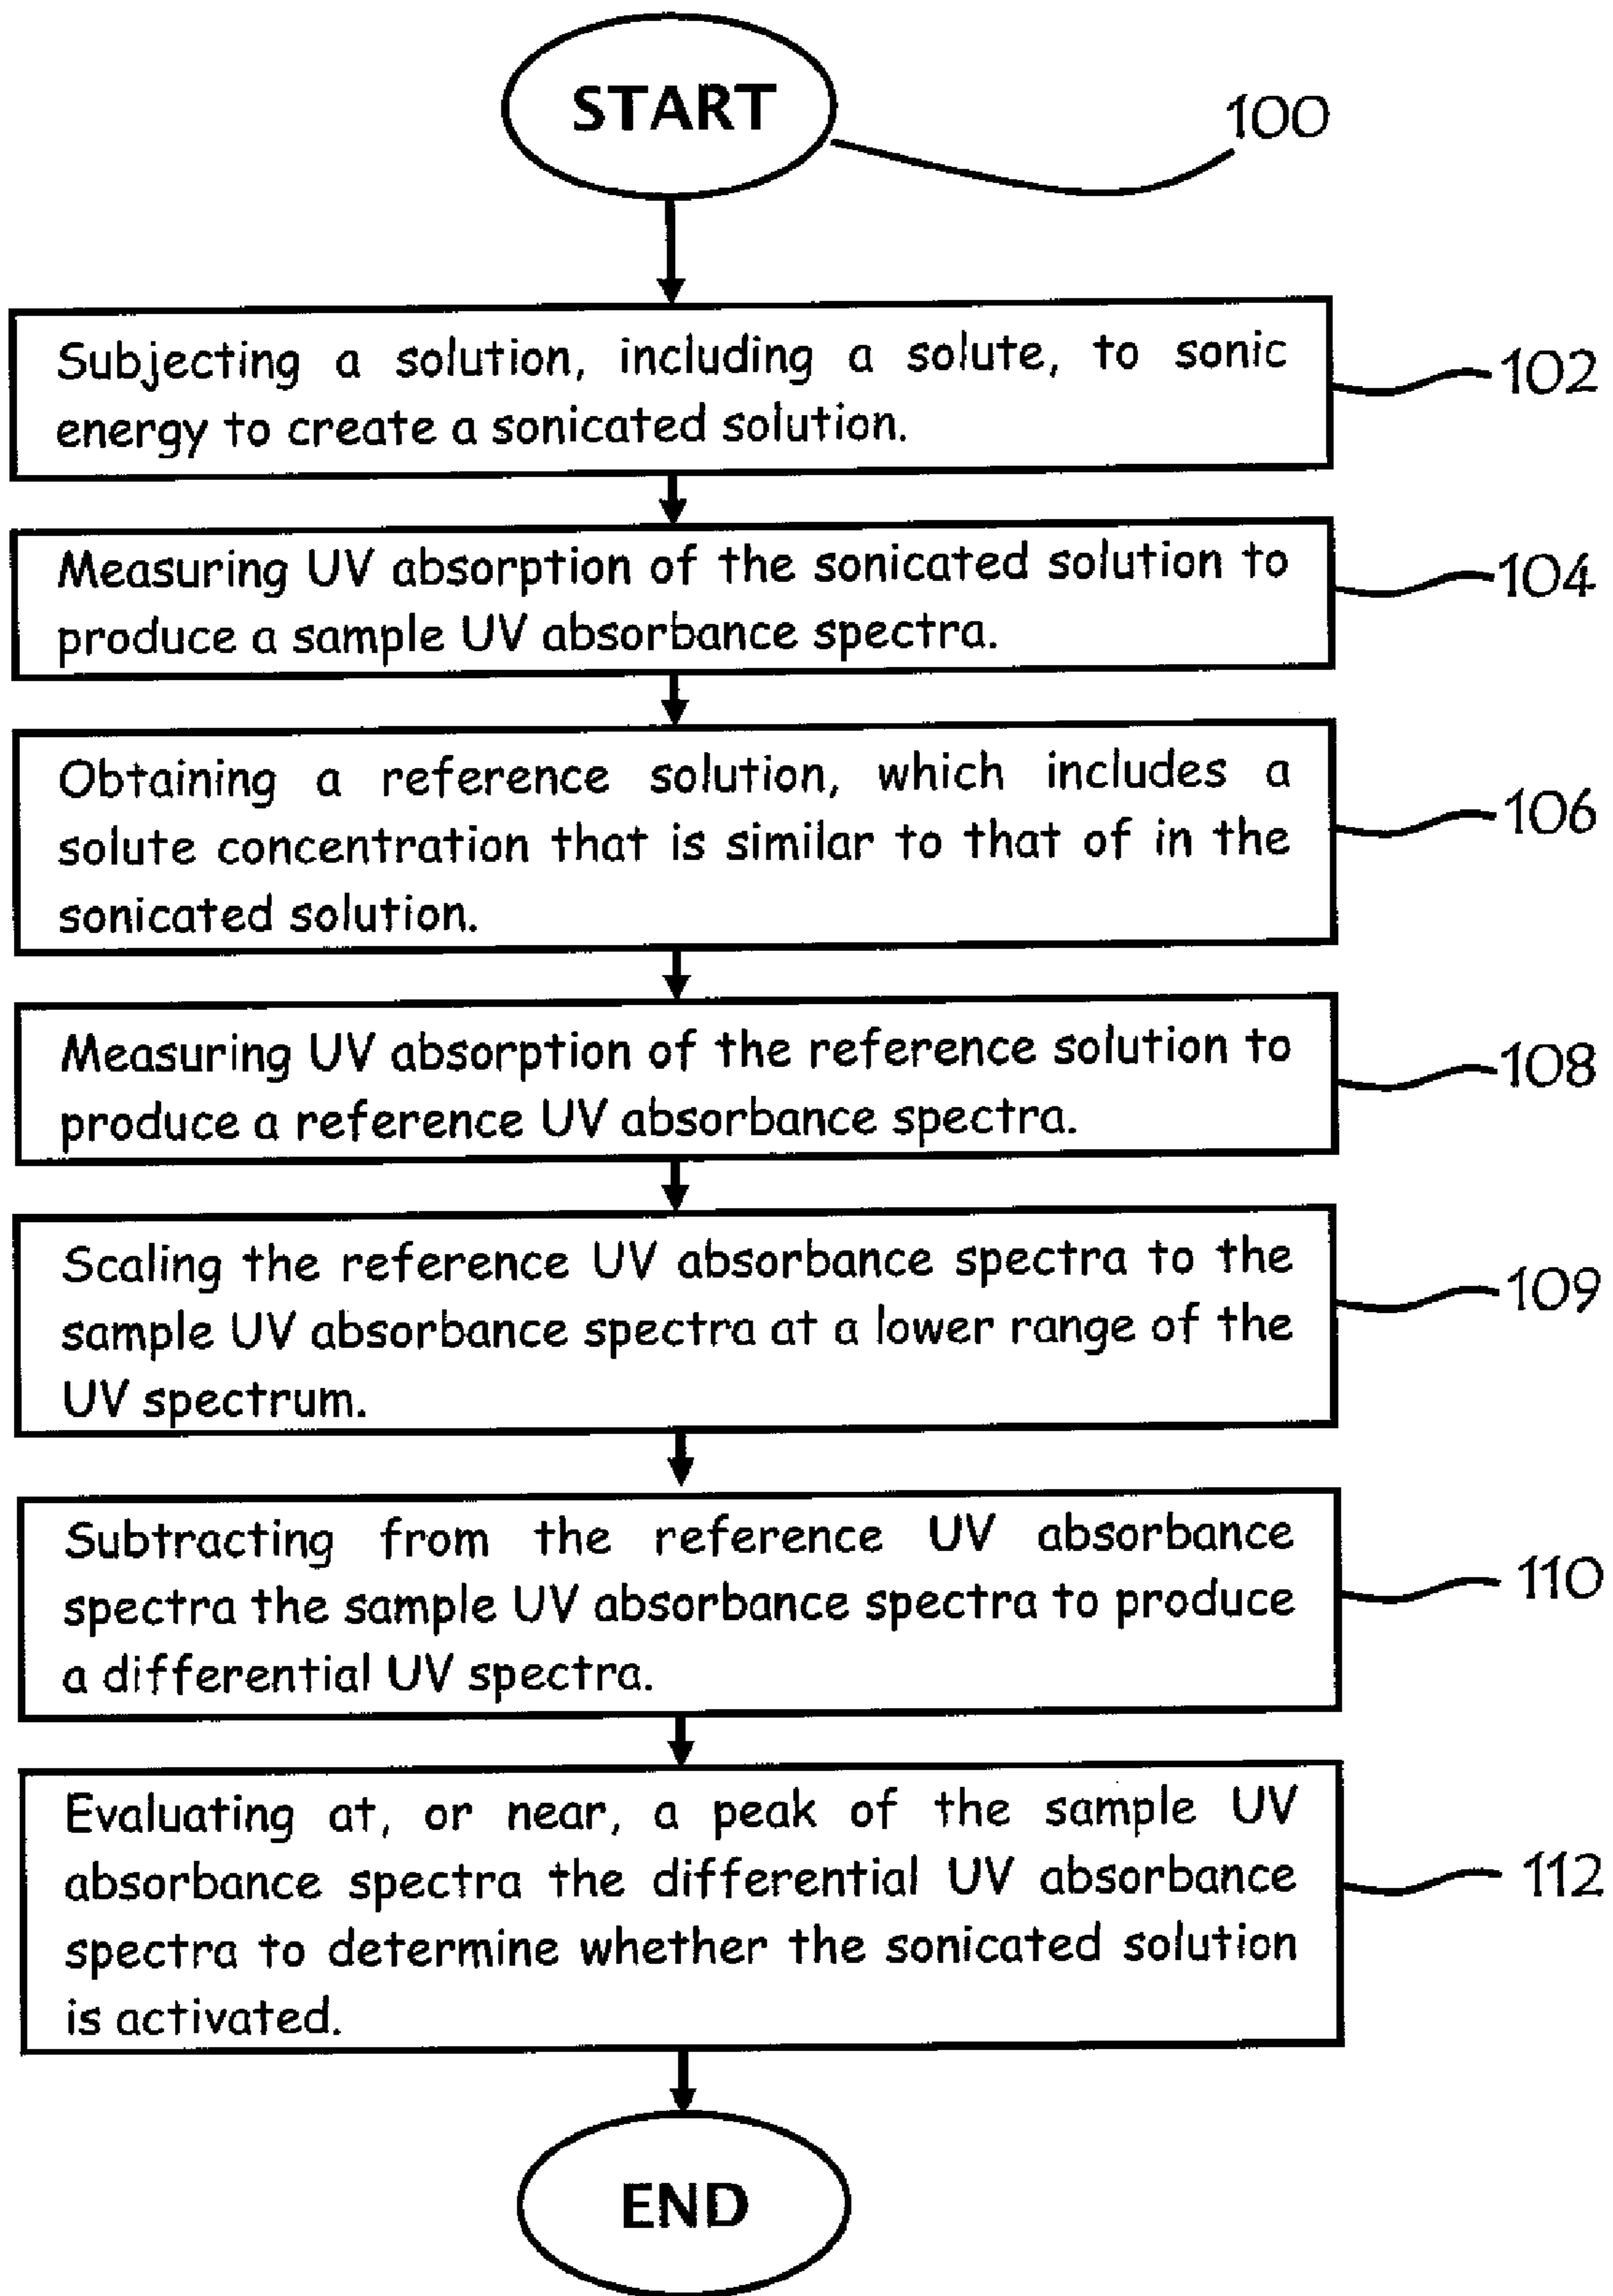 START
100
Subjecting a solution, including a solute, to sonic
energy to create a sonicated solution.
102
Measuring UV absorption of the sonicated solution to
produce a sample UV absorbance spectra.
104
Obtaining a reference solution, which includes a
solute concentration that is similar to that of in the
sonicated solution.
106
Measuring UV absorption of the reference solution to
produce a reference UV absorbance spectra.
108
Scaling the reference UV absorbance spectra to the
sample UV absorbance spectra at a lower range of the
UV spectrum.
109
Subtracting from the reference UV absorbance
spectra the sample UV absorbance spectra to produce
a differential UV spectra.
110
Evaluating at, or near, a peak of the sample UV
absorbance spectra the differential UV absorbance
spectra to determine whether the sonicated solution
is activated.
112
END